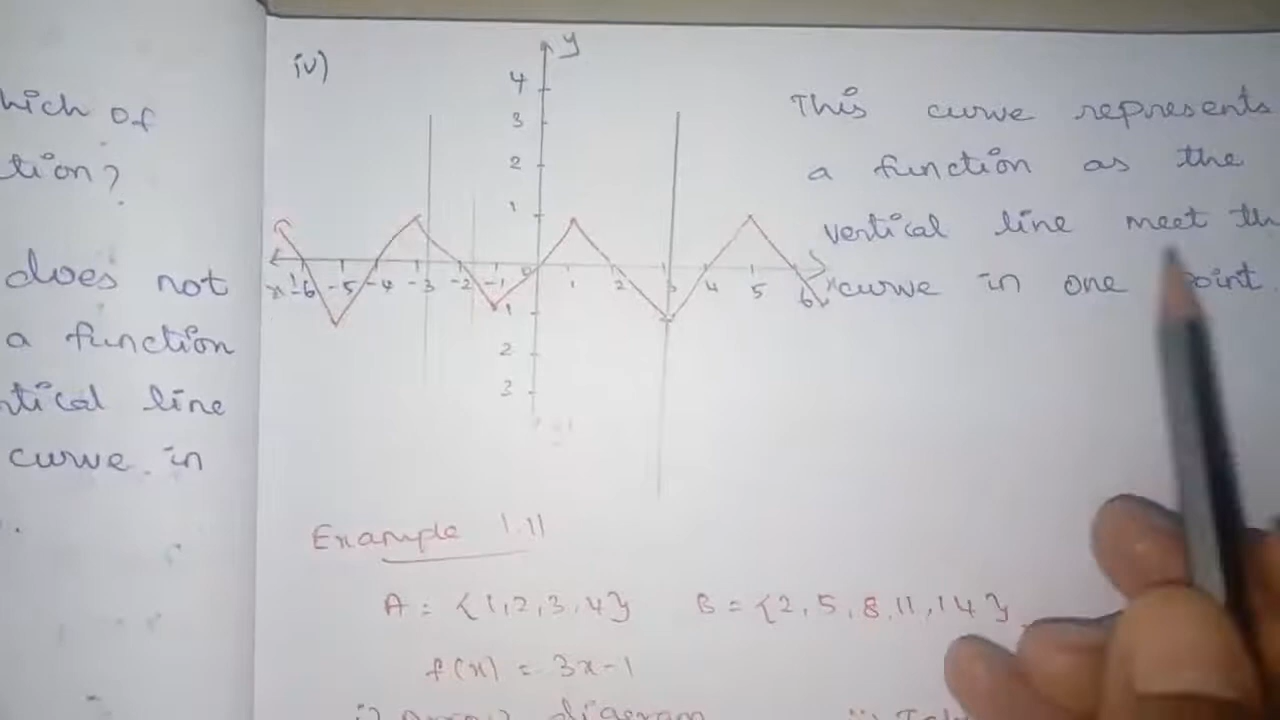 hich of
tion?
does not
a function
tical line
curve in
iv)
y
4
3
2
1
x' -6 -5 -4 -3 -2 -1 0 1 2 3 4 5 6 x
1
2
3
This curve represents
a function as the
vertical line meet th
curve in one point.
Example 1.11
A = {1,2,3,4} B = {2,5,8,11,14}
f(x) = 3x-1
i) Arrow diagram